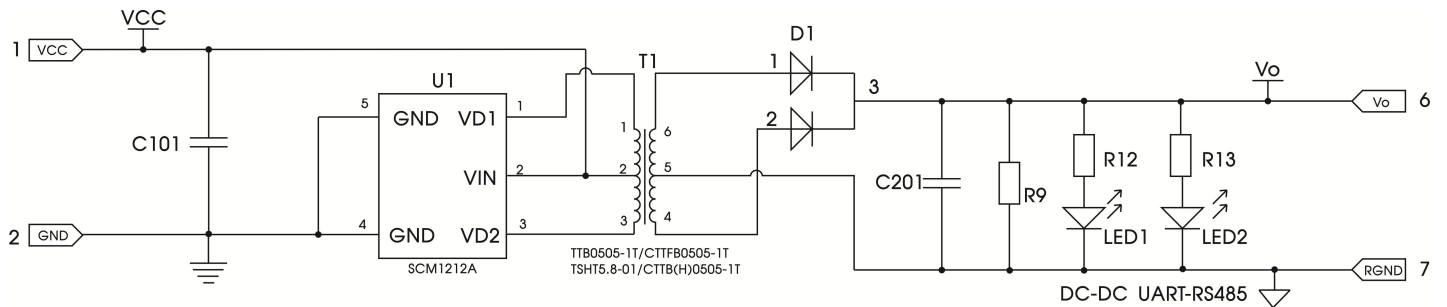 VCC
1 VCC
C101
2 GND
U1
5 GND VD1 1
VIN 2
4 GND VD2 3
SCM1212A
T1
1 6
2 5
3 4
TTB0505-1T/CTTFB0505-1T
TSHT5.8-01/CTTB(H)0505-1T
D1
1
2
3
C201
R9
R12
LED1
R13
LED2
Vo
Vo 6
RGND 7
DC-DC UART-RS485